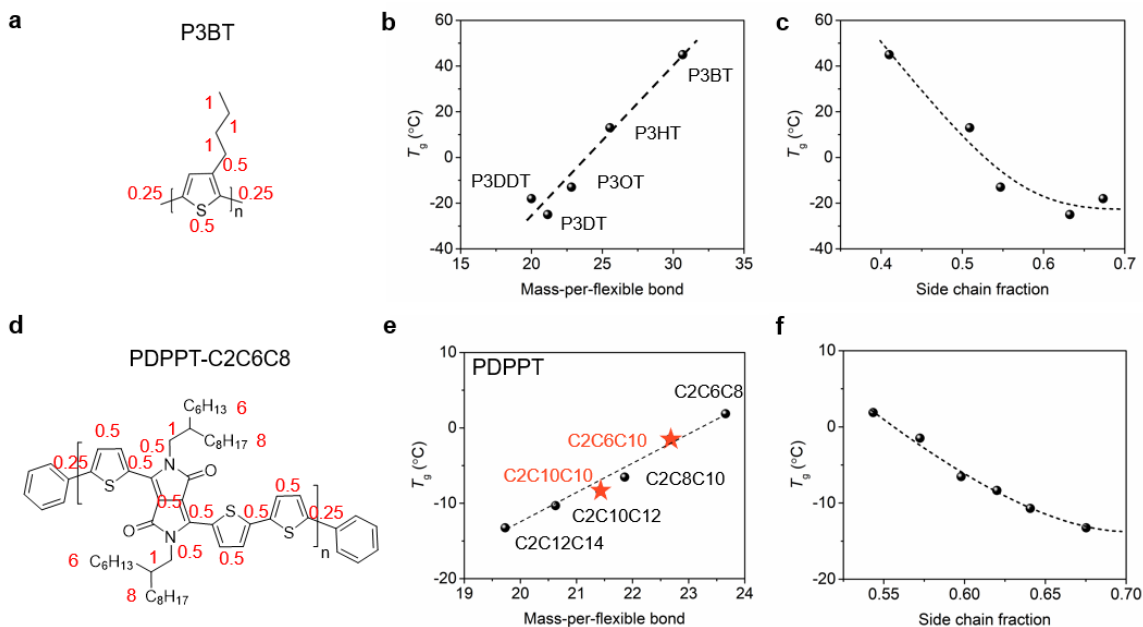 a
P3BT
1
1
1
0.5
0.25
0.25
S
n
0.5
b
Tg (°C)
60
40
20
0
-20
-40
P3BT
P3HT
P3DDT
P3OT
P3DT
15
20
25
30
35
Mass-per-flexible bond
c
Tg (°C)
60
40
20
0
-20
-40
0.4
0.5
0.6
0.7
Side chain fraction
d
PDPPT-C2C6C8
C6H13
6
1
C8H17
8
0.5
0.5
N
0.25
0.5
S
O
0.5
0.5
0.5
0.5
0.25
S
S
O
N
0.5
0.5
n
1
6
C6H13
8
C8H17
e
PDPPT
Tg (°C)
10
0
-10
-20
C2C6C8
C2C6C10
C2C10C10
C2C8C10
C2C10C12
C2C12C14
19
20
21
22
23
24
Mass-per-flexible bond
f
Tg (°C)
10
0
-10
-20
0.55
0.60
0.65
0.70
Side chain fraction